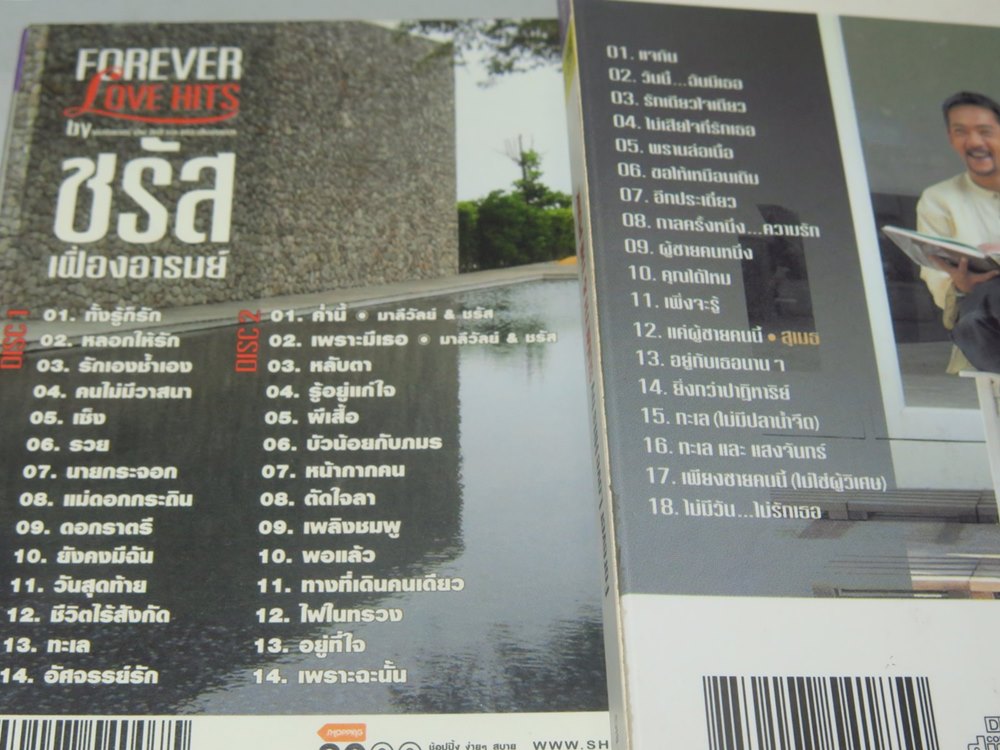 FOREVER
LOVE HITS
by
ชรัส
เฟื่องอารมย์
DISC 1
01. ทั้งรู้ก็รัก
02. หลอกให้รัก
03. รักเองช้ำเอง
04. คนไม่มีวาสนา
05. เซ็ง
06. รวย
07. นายกระจอก
08. แม่ดอกกระดิน
09. ดอกราตรี
10. ยังคงมีฉัน
11. วันสุดท้าย
12. ชีวิตไร้สังกัด
13. ทะเล
14. อัศจรรย์รัก
DISC 2
01. ค่ำนี้ • มาลีวัลย์ & ชรัส
02. เพราะมีเธอ • มาลีวัลย์ & ชรัส
03. หลับตา
04. รู้อยู่แก่ใจ
05. ผีเสื้อ
06. บัวน้อยกับภมร
07. หน้ากากคน
08. ตัดใจลา
09. เพลิงชมพู
10. พอแล้ว
11. ทางที่เดินคนเดียว
12. ไฟในทรวง
13. อยู่ที่ใจ
14. เพราะฉะนั้น
SHOPPING
ช้อปปิ้ง ง่ายๆ สบาย
WWW.SH
01. แจกัน
02. วันนี้...ฉันมีเธอ
03. รักเดียวใจเดียว
04. ไม่เสียใจที่รักเธอ
05. พรานล่อเนื้อ
06. ขอให้เหมือนเดิม
07. อีกประเดี๋ยว
08. กาลครั้งหนึ่ง...ความรัก
09. ผู้ชายคนหนึ่ง
10. คุณได้ไหม
11. เพิ่งจะรู้
12. แค่ผู้ชายคนนี้ • สุเมธ
13. อยู่กับเธอนาน ๆ
14. ยิ่งกว่าปาฏิหาริย์
15. ทะเล (ไม่มีปลาน้ำจืด)
16. ทะเล และ แสงจันทร์
17. เพียงชายคนนี้ (ไม่ใช่ผู้วิเศษ)
18. ไม่มีวัน...ไม่รักเธอ